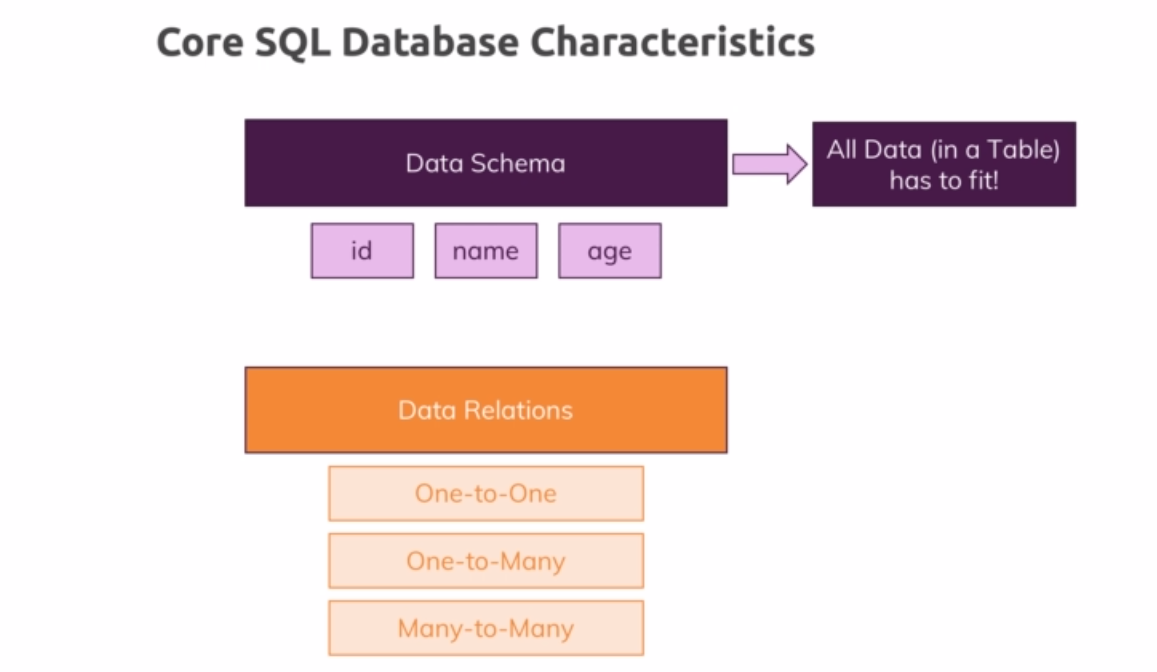 Core SQL Database Characteristics
Data Schema
All Data (in a Table)
has to fit!
id
name
age
Data Relations
One-to-One
One-to-Many
Many-to-Many